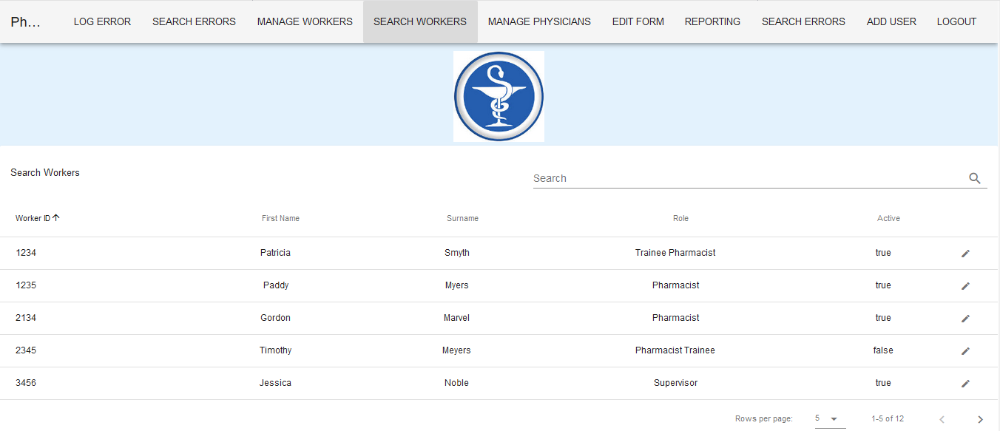 Ph... LOG ERROR SEARCH ERRORS MANAGE WORKERS SEARCH WORKERS MANAGE PHYSICIANS EDIT FORM REPORTING SEARCH ERRORS ADD USER LOGOUT
Search Workers
Search
Worker ID First Name Surname Role Active
1234 Patricia Smyth Trainee Pharmacist true
1235 Paddy Myers Pharmacist true
2134 Gordon Marvel Pharmacist true
2345 Timothy Meyers Pharmacist Trainee false
3456 Jessica Noble Supervisor true
Rows per page: 5 1-5 of 12